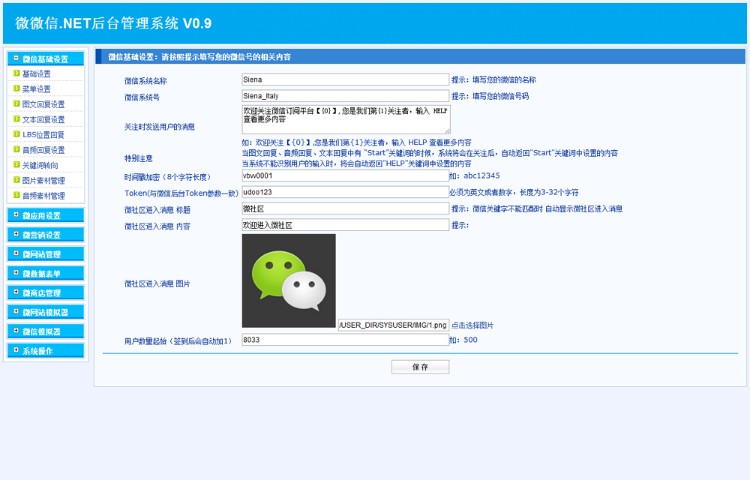 微微信.NET后台管理系统 V0.9
微信基础设置
基础设置
菜单设置
图文回复设置
文本回复设置
LBS位置回复
音频回复设置
关键词转向
图片素材管理
音频素材管理
微应用设置
微营销设置
微网站管理
微数据表单
微商店管理
微网站模拟器
微信模拟器
系统操作
微信基础设置：请按照提示填写您的微信号的相关内容
微信系统名称 Siena 提示：填写您的微信的名称
微信系统号 Siena_Italy 提示：填写您的微信号码
关注时发送用户的消息 欢迎关注微信订阅平台【{0}】,您是我们第{1}关注者，输入 HELP
查看更多内容
如：欢迎关注【{0}】,您是我们第{1}关注者，输入 HELP 查看更多内容
特别注意 当图文回复、音频回复、文本回复中有 "Start"关键词的时候，系统将会在关注后，自动返回"Start"关键词中设置的内容
当系统不能识别用户的输入时，将会自动返回"HELP"关键词中设置的内容
时间戳加密（8个字符长度） vbvv0001 如：abc12345
Token(与微信后台Token参数一致) udoo123 必须为英文或者数字，长度为3-32个字符
微社区进入消息 标题 微社区 提示：微信关键字不能匹配时 自动显示微社区进入消息
微社区进入消息 内容 欢迎进入微社区 提示：
微社区进入消息 图片
/USER_DIR/SYSUSER/IMG/1.png 点击选择图片
用户数量起始（签到后会自动加1） 8033 如：500
保存